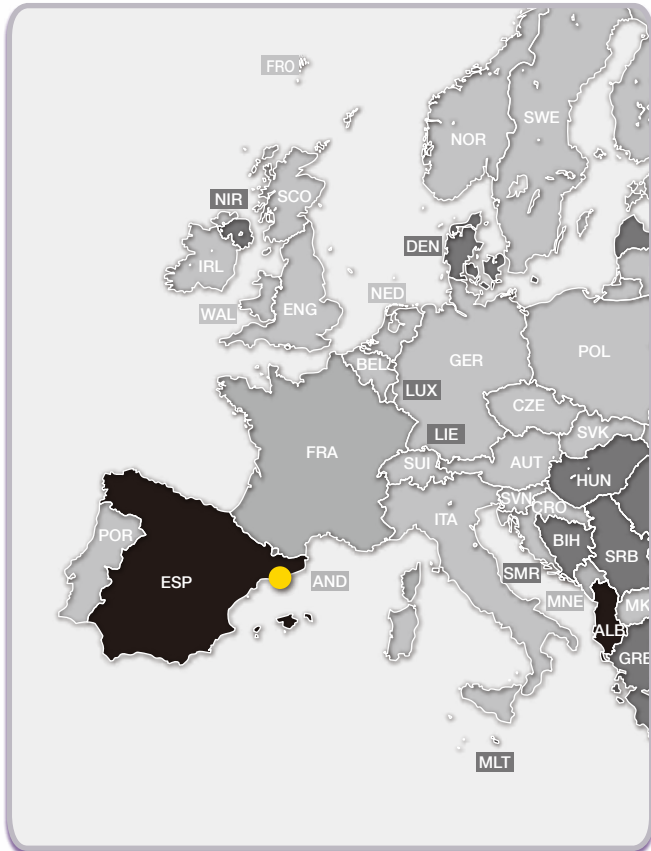 FRO
SWE
NOR
NIR
SCO
DEN
IRL
NED
WAL
ENG
POL
GER
BEL
LUX
CZE
LIE
SVK
FRA
SUI
AUT
HUN
SVN
CRO
ITA
POR
BIH
SRB
SMR
ESP
AND
MNE
MK
ALB
GRE
MLT